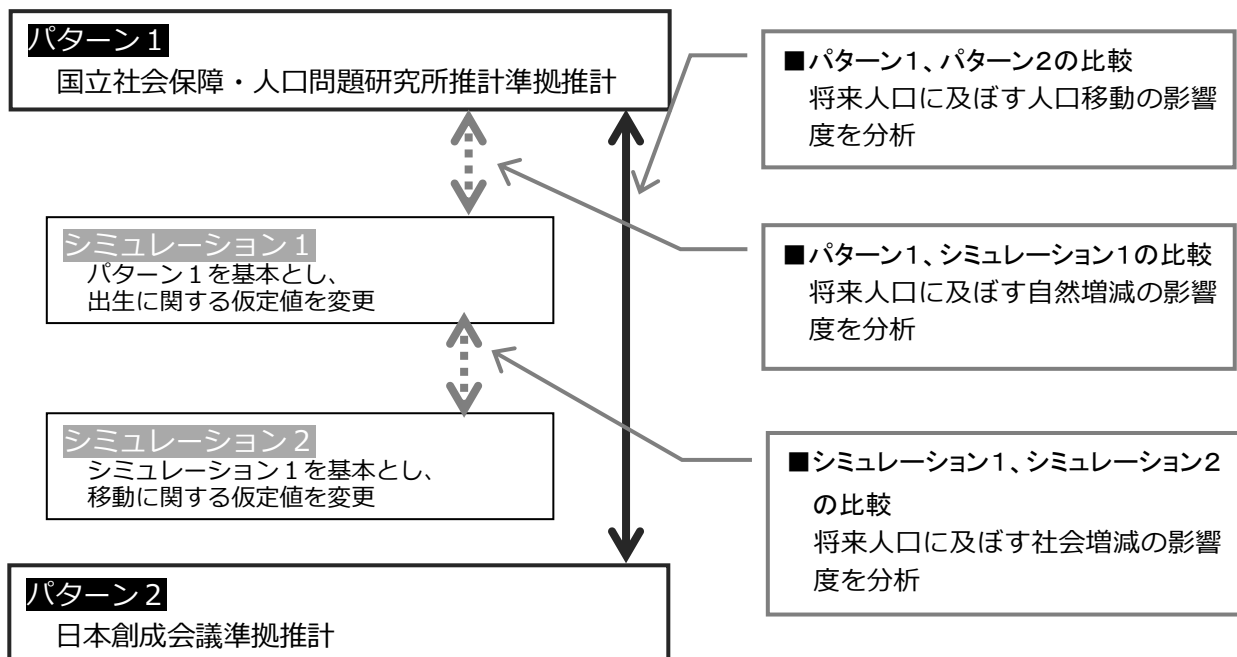 パターン１
国立社会保障・人口問題研究所推計準拠推計
■パターン1、パターン2の比較
将来人口に及ぼす人口移動の影響
度を分析
シミュレーション１
パターン１を基本とし、
出生に関する仮定値を変更
■パターン1、シミュレーション1の比較
将来人口に及ぼす自然増減の影響
度を分析
シミュレーション２
シミュレーション１を基本とし、
移動に関する仮定値を変更
■シミュレーション1、シミュレーション2
の比較
将来人口に及ぼす社会増減の影響
度を分析
パターン２
日本創成会議準拠推計